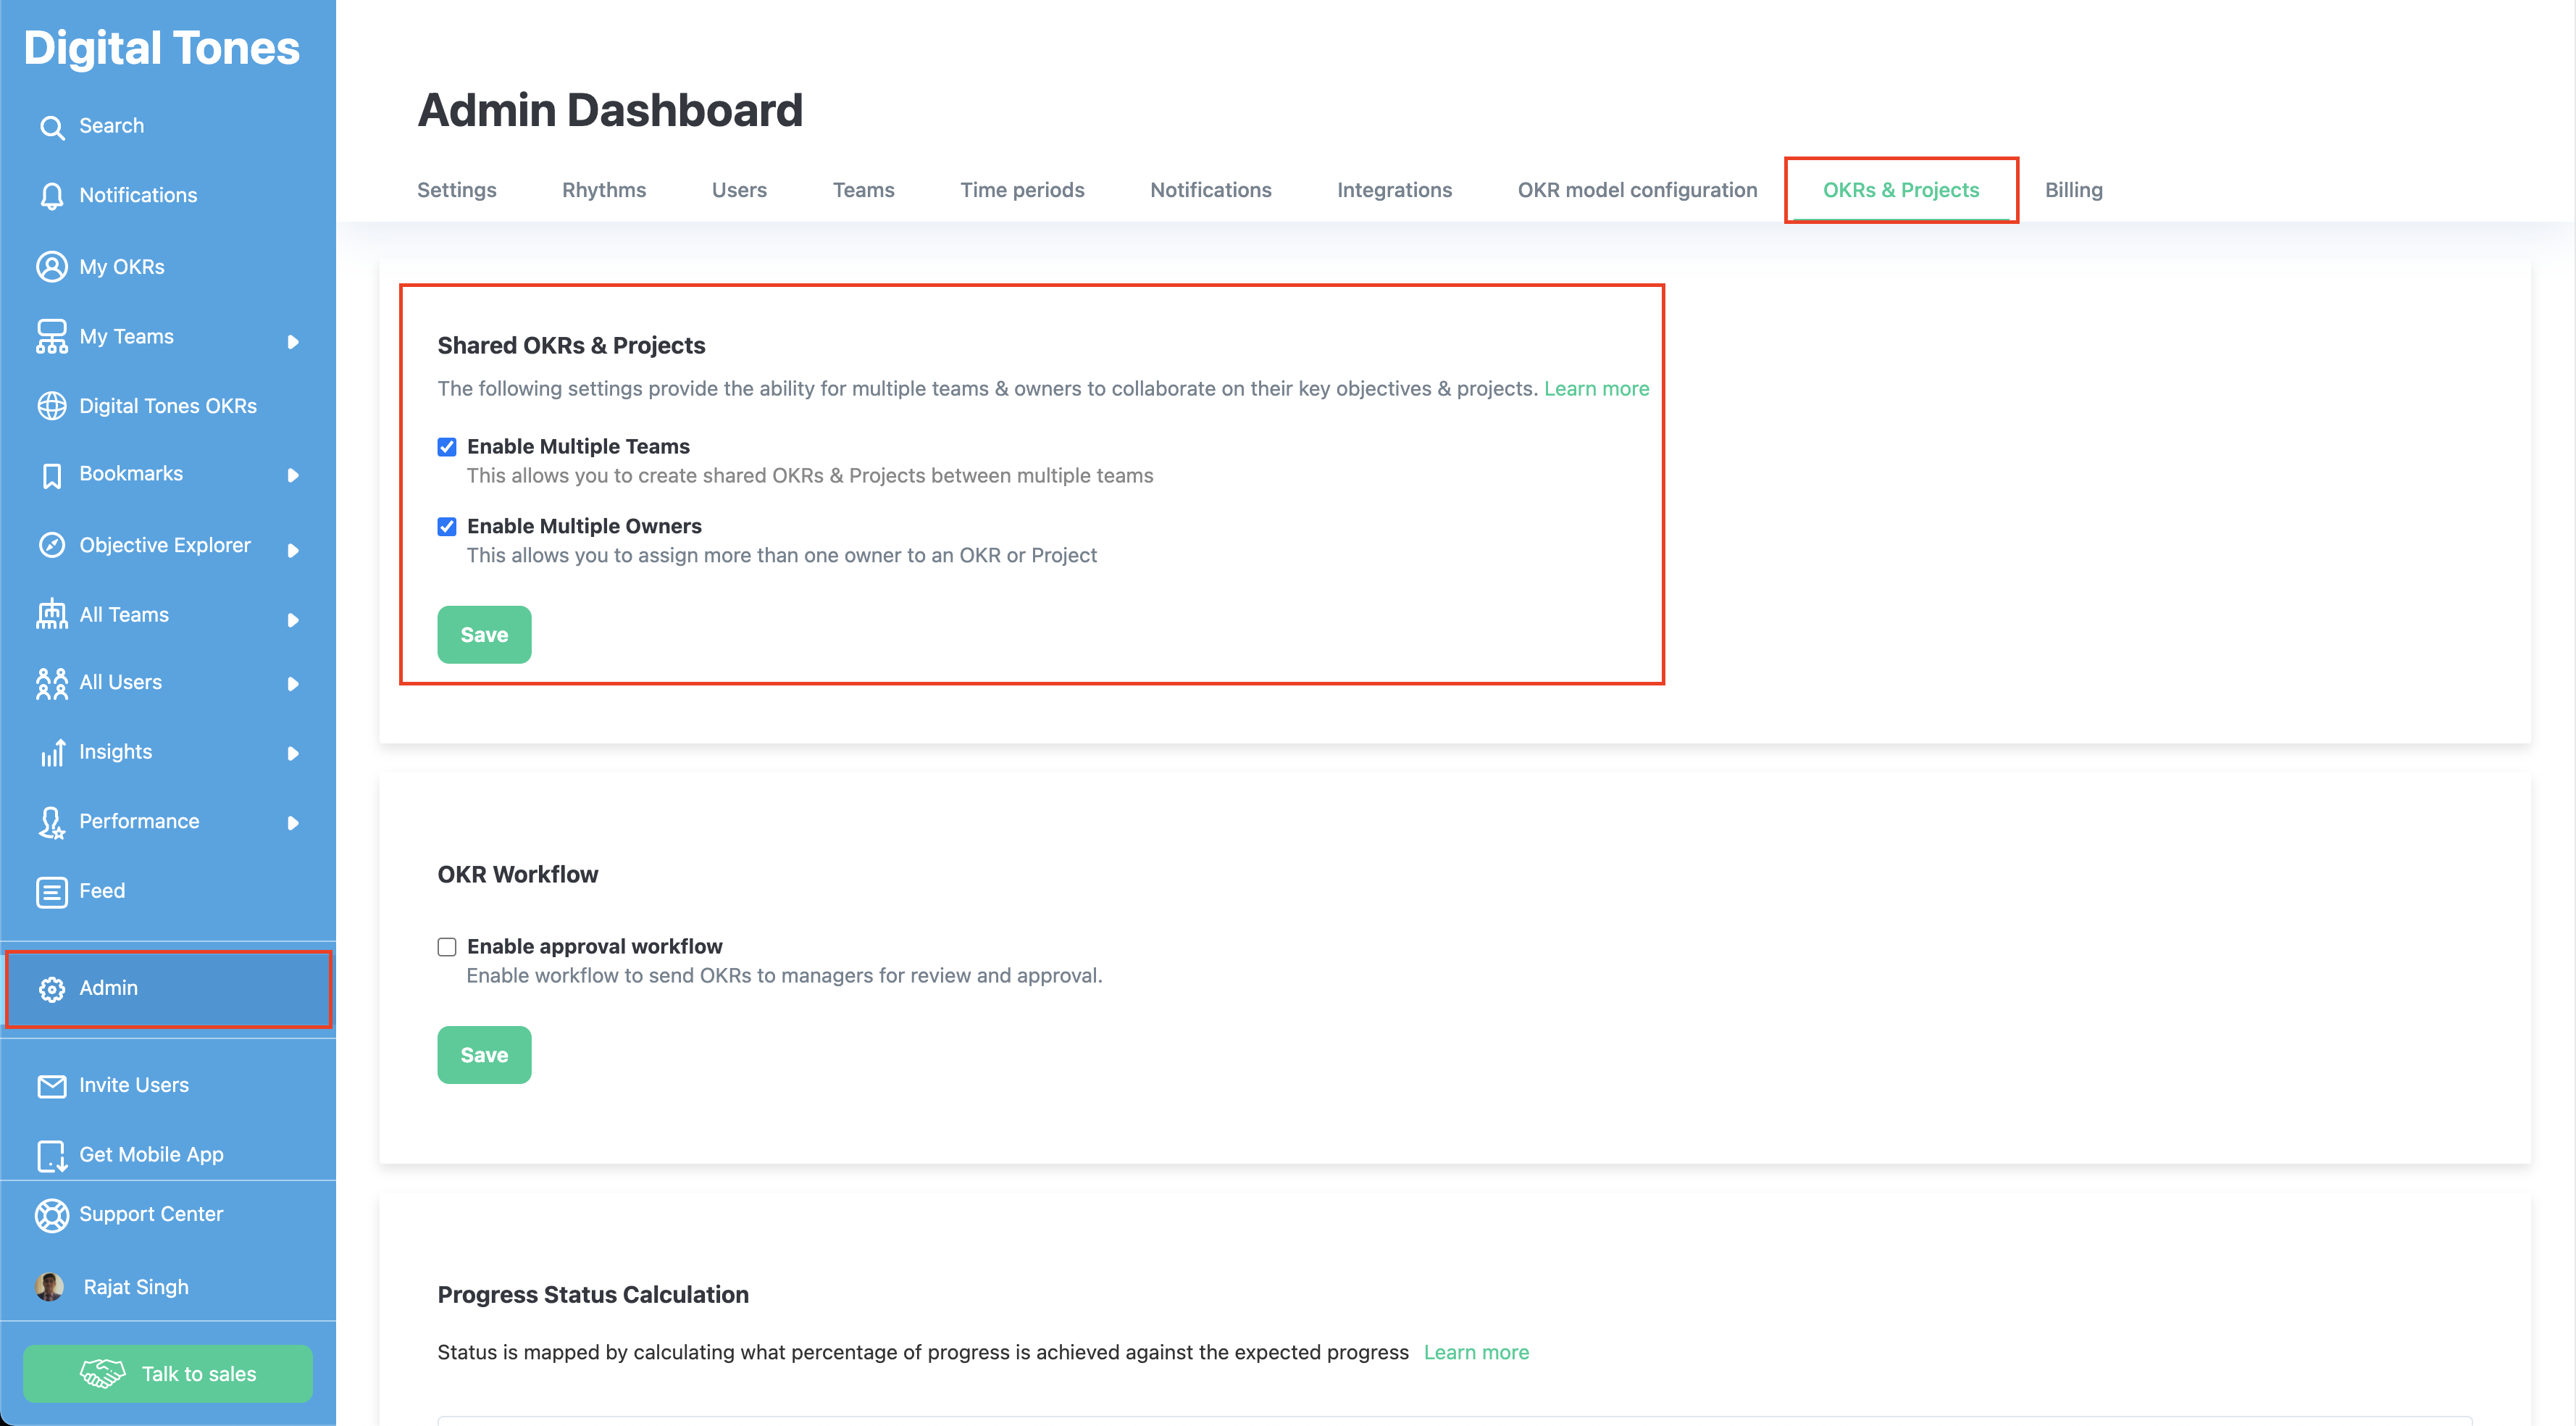 Digital Tones
Search
Notifications
My OKRs
My Teams
Digital Tones OKRs
Bookmarks
Objective Explorer
All Teams
All Users
Insights
Performance
Feed
Admin
Invite Users
Get Mobile App
Support Center
Rajat Singh
Talk to sales
Admin Dashboard
Settings Rhythms Users Teams Time periods Notifications Integrations OKR model configuration OKRs & Projects Billing
Shared OKRs & Projects
The following settings provide the ability for multiple teams & owners to collaborate on their key objectives & projects. Learn more
Enable Multiple Teams
This allows you to create shared OKRs & Projects between multiple teams
Enable Multiple Owners
This allows you to assign more than one owner to an OKR or Project
Save
OKR Workflow
Enable approval workflow
Enable workflow to send OKRs to managers for review and approval.
Save
Progress Status Calculation
Status is mapped by calculating what percentage of progress is achieved against the expected progress Learn more